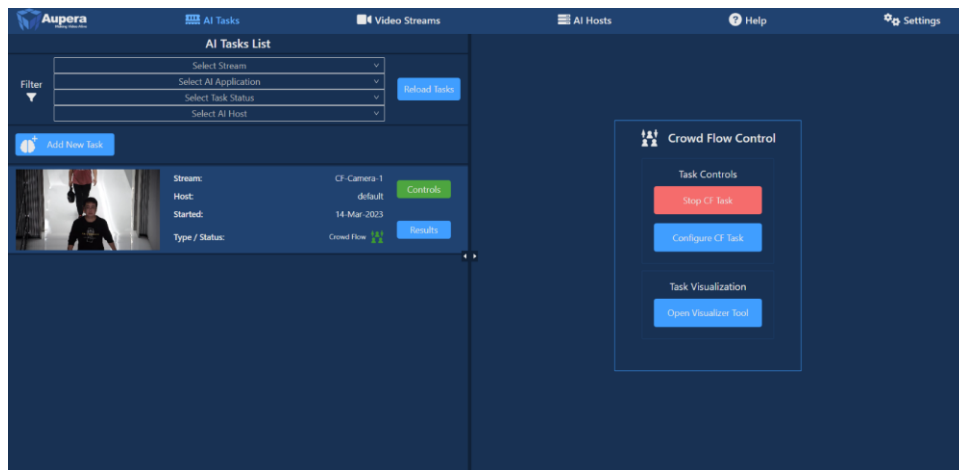 Aupera
AI Tasks
Video Streams
AI Hosts
Help
Settings
AI Tasks List
Filter
Select Stream
Select AI Application
Select Task Status
Select AI Host
Reload Tasks
Add New Task
Stream: CF-Camera-1
Host: default
Started: 14-Mar-2023
Type / Status: Crowd Flow
Controls
Results
Crowd Flow Control
Task Controls
Stop CF Task
Configure CF Task
Task Visualization
Open Visualizer Tool